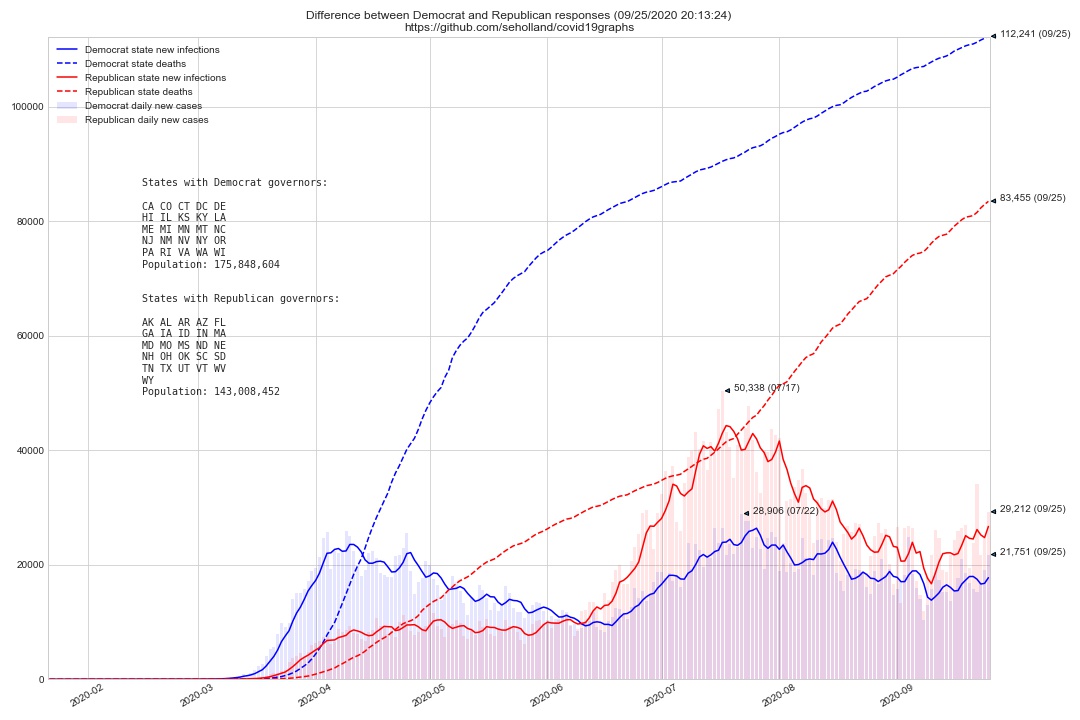 Difference between Democrat and Republican responses (09/25/2020 20:13:24)
https://github.com/seholland/covid19graphs
Democrat state new infections
Democrat state deaths
Republican state new infections
Republican state deaths
Democrat daily new cases
Republican daily new cases
States with Democrat governors:
CA CO CT DC DE
HI IL KS KY LA
ME MI MN MT NC
NJ NM NV NY OR
PA RI VA WA WI
Population: 175,848,604
States with Republican governors:
AK AL AR AZ FL
GA IA ID IN MA
MD MO MS ND NE
NH OH OK SC SD
TN TX UT VT WV
WY
Population: 143,008,452
112,241 (09/25)
83,455 (09/25)
50,338 (07/17)
28,906 (07/22)
29,212 (09/25)
21,751 (09/25)
100000
80000
60000
40000
20000
0
2020-02
2020-03
2020-04
2020-05
2020-06
2020-07
2020-08
2020-09